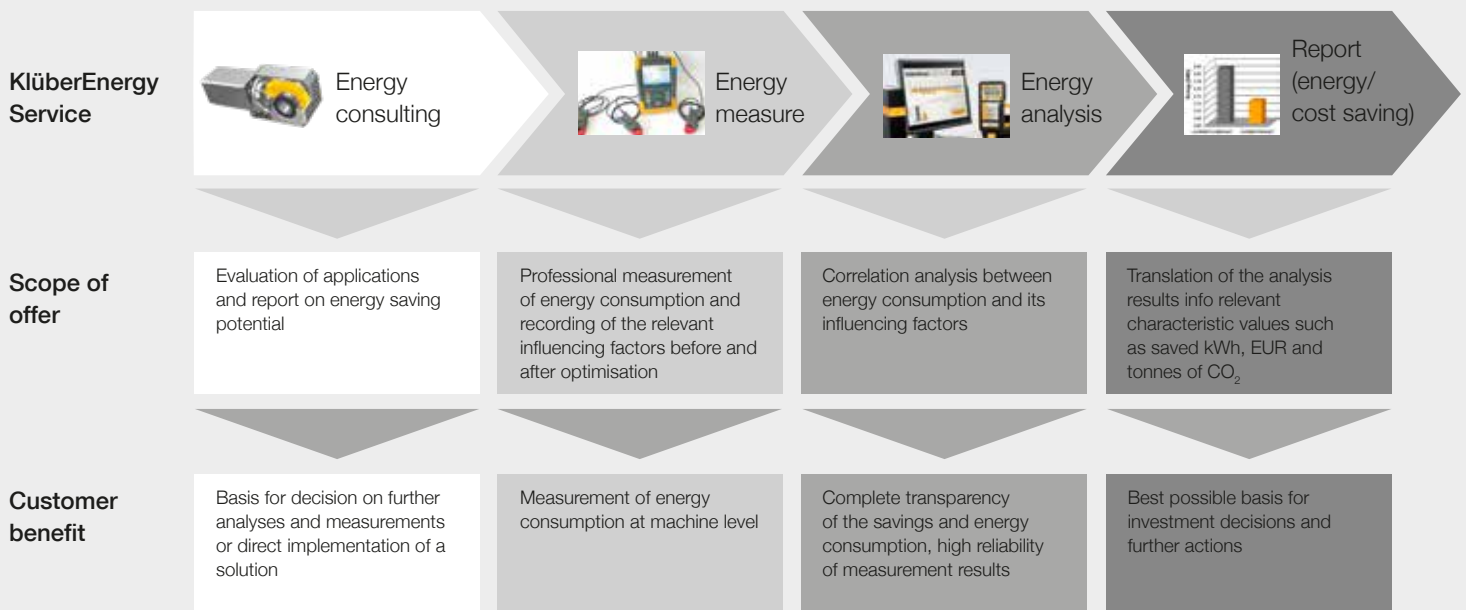 KlüberEnergy
Service
Energy
consulting
Energy
measure
Energy
analysis
Report
(energy/
cost saving)
Scope of
offer
Evaluation of applications
and report on energy saving
potential
Professional measurement
of energy consumption and
recording of the relevant
influencing factors before and
after optimisation
Correlation analysis between
energy consumption and its
influencing factors
Translation of the analysis
results info relevant
characteristic values such
as saved kWh, EUR and
tonnes of CO₂
Customer
benefit
Basis for decision on further
analyses and measurements
or direct implementation of a
solution
Measurement of energy
consumption at machine level
Complete transparency
of the savings and energy
consumption, high reliability
of measurement results
Best possible basis for
investment decisions and
further actions